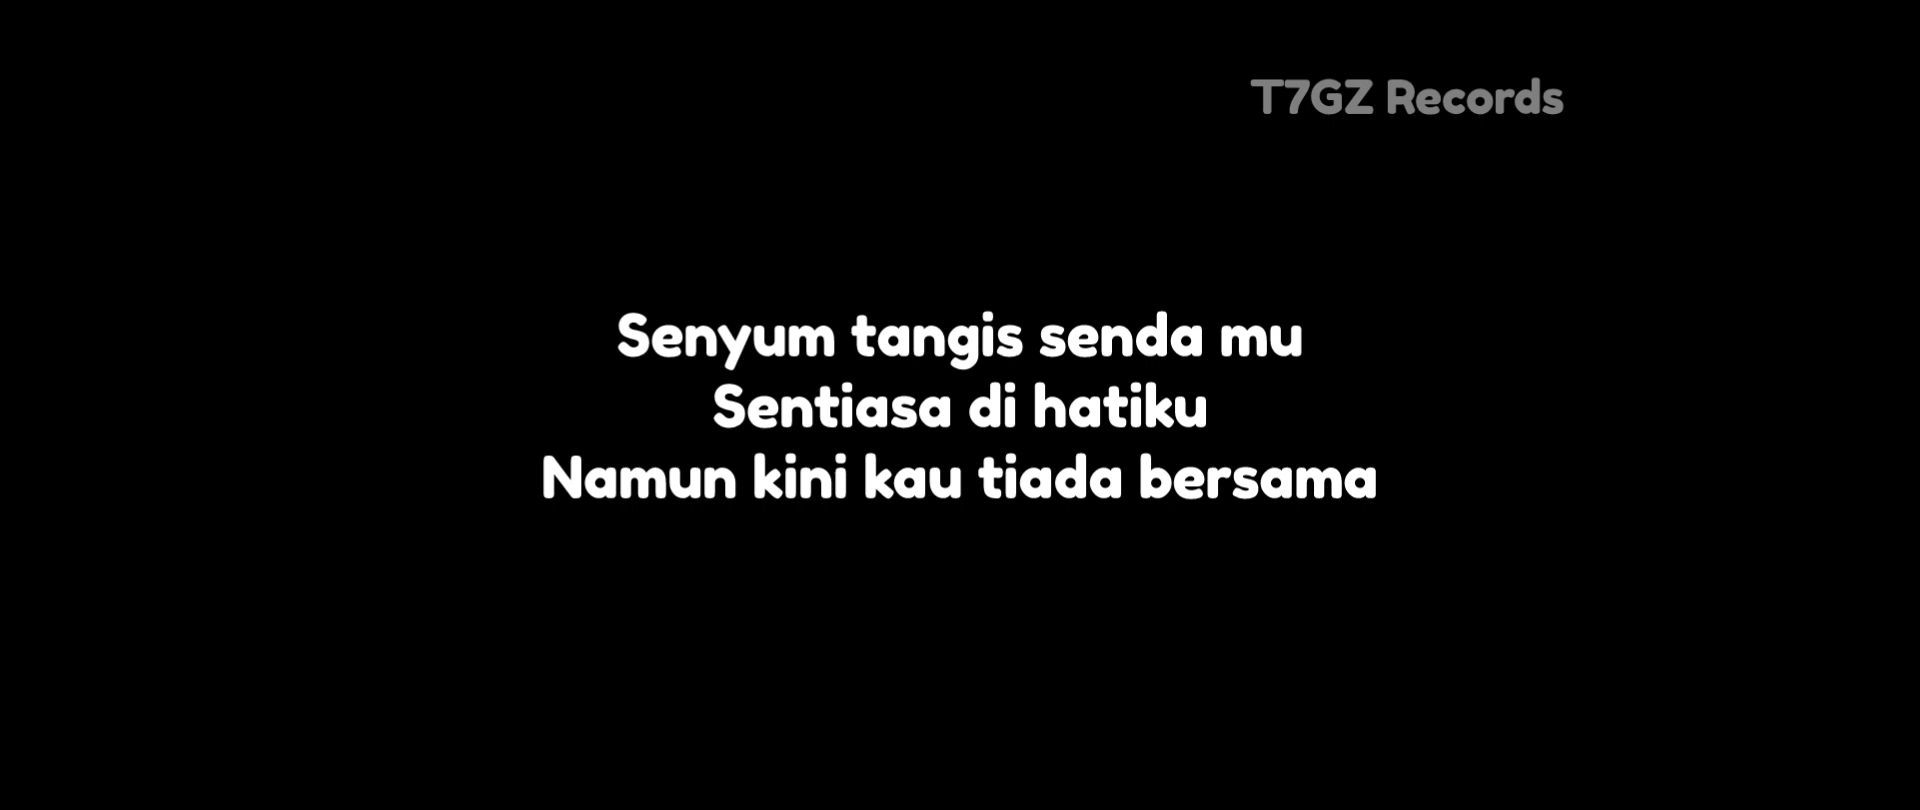 T7GZ Records
Senyum tangis senda mu
Sentiasa di hatiku
Namun kini kau tiada bersama